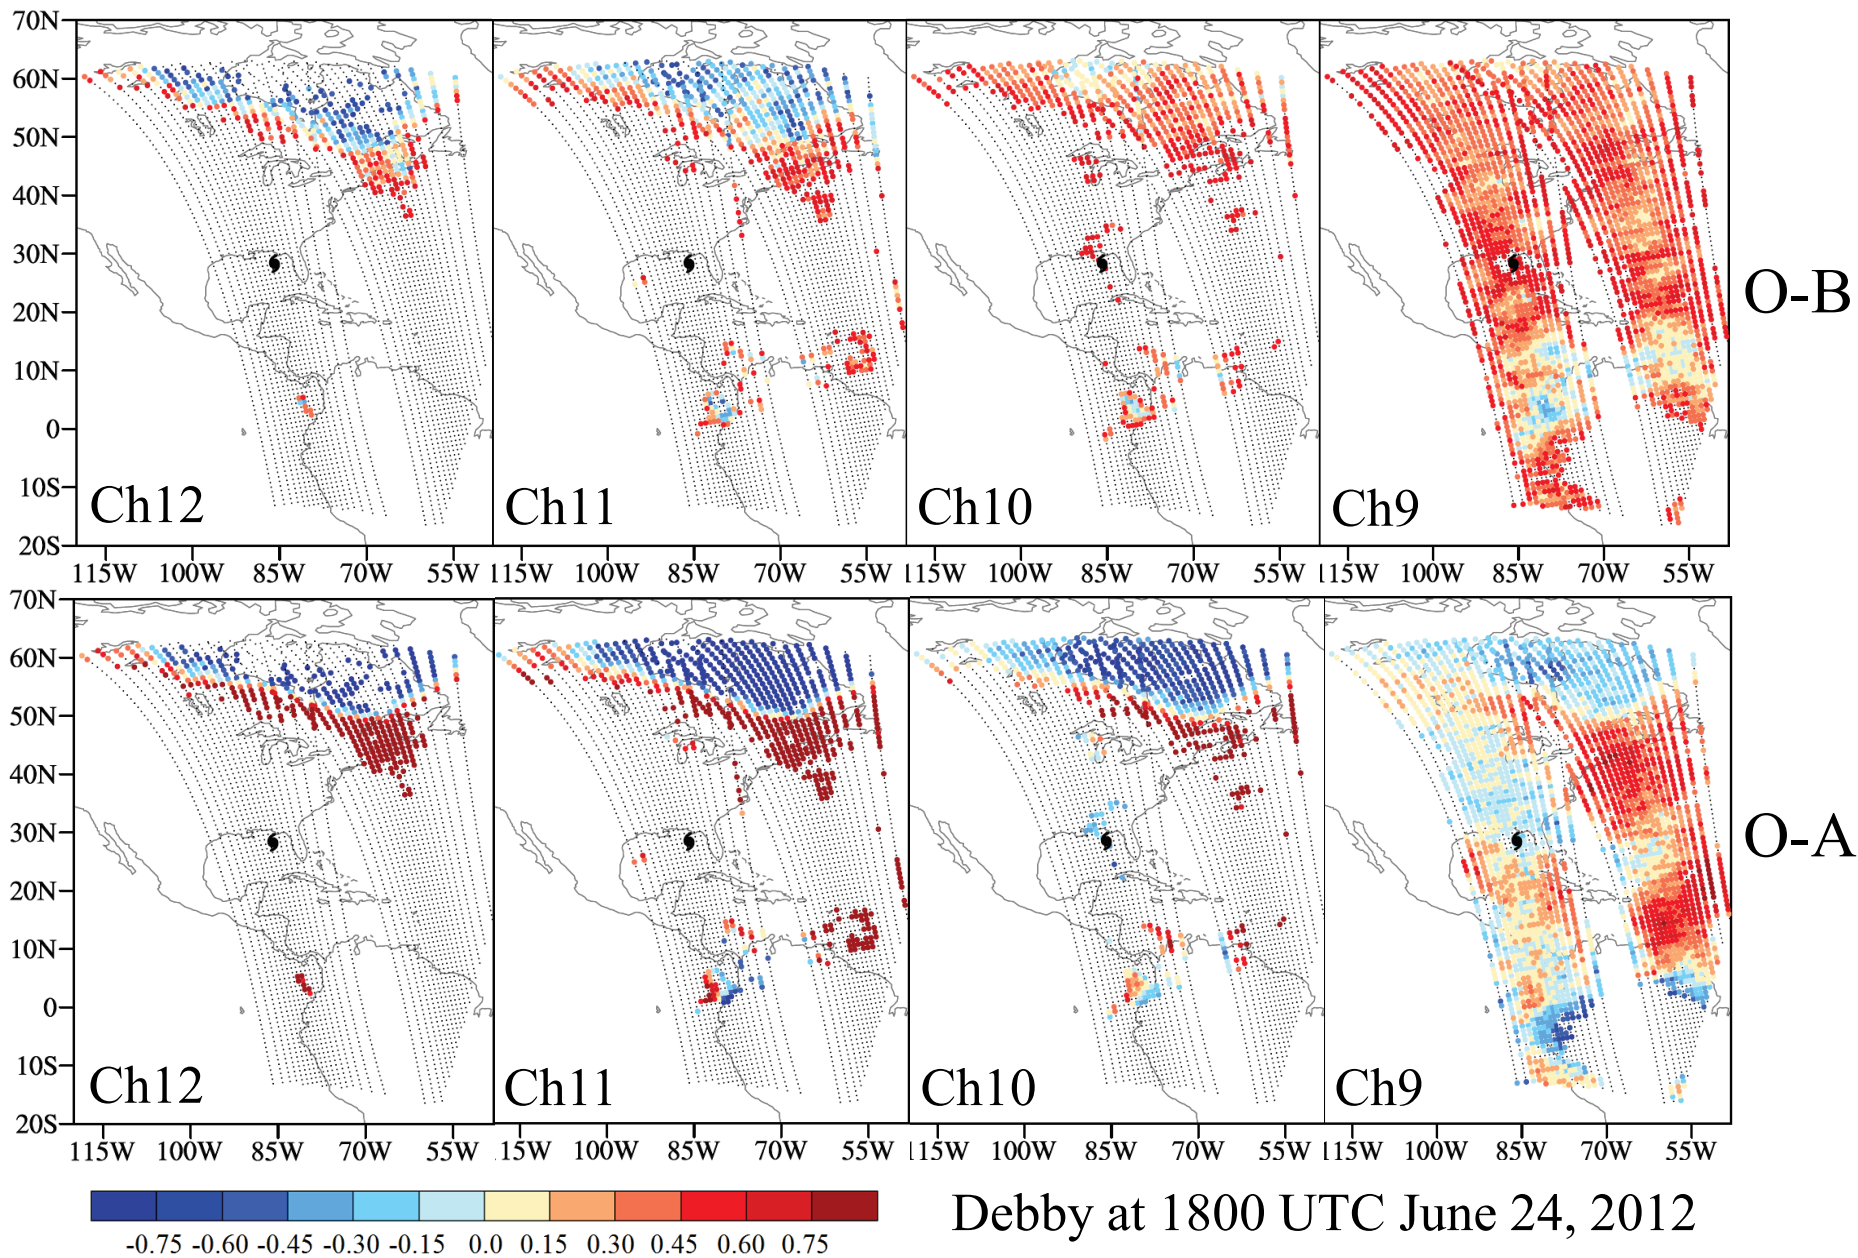 70N
60N
50N
40N
30N
20N
10N
0
10S
20S
Ch12 Ch11 Ch10 Ch9
O-B
115W 100W 85W 70W 55W 115W 100W 85W 70W 55W 115W 100W 85W 70W 55W 115W 100W 85W 70W 55W
70N
60N
50N
40N
30N
20N
10N
0
10S
20S
Ch12 Ch11 Ch10 Ch9
O-A
115W 100W 85W 70W 55W 15W 100W 85W 70W 55W 115W 100W 85W 70W 55W 115W 100W 85W 70W 55W
-0.75 -0.60 -0.45 -0.30 -0.15 0.0 0.15 0.30 0.45 0.60 0.75
Debby at 1800 UTC June 24, 2012